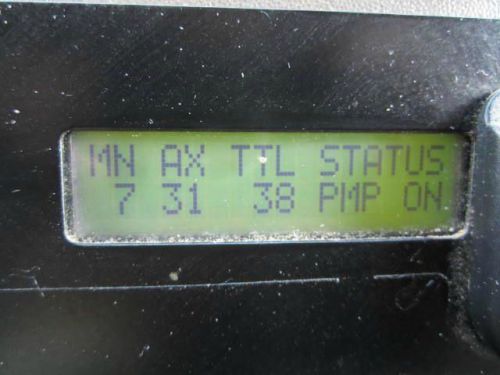 MN AX TTL STATUS
7 31 38 PMP ON